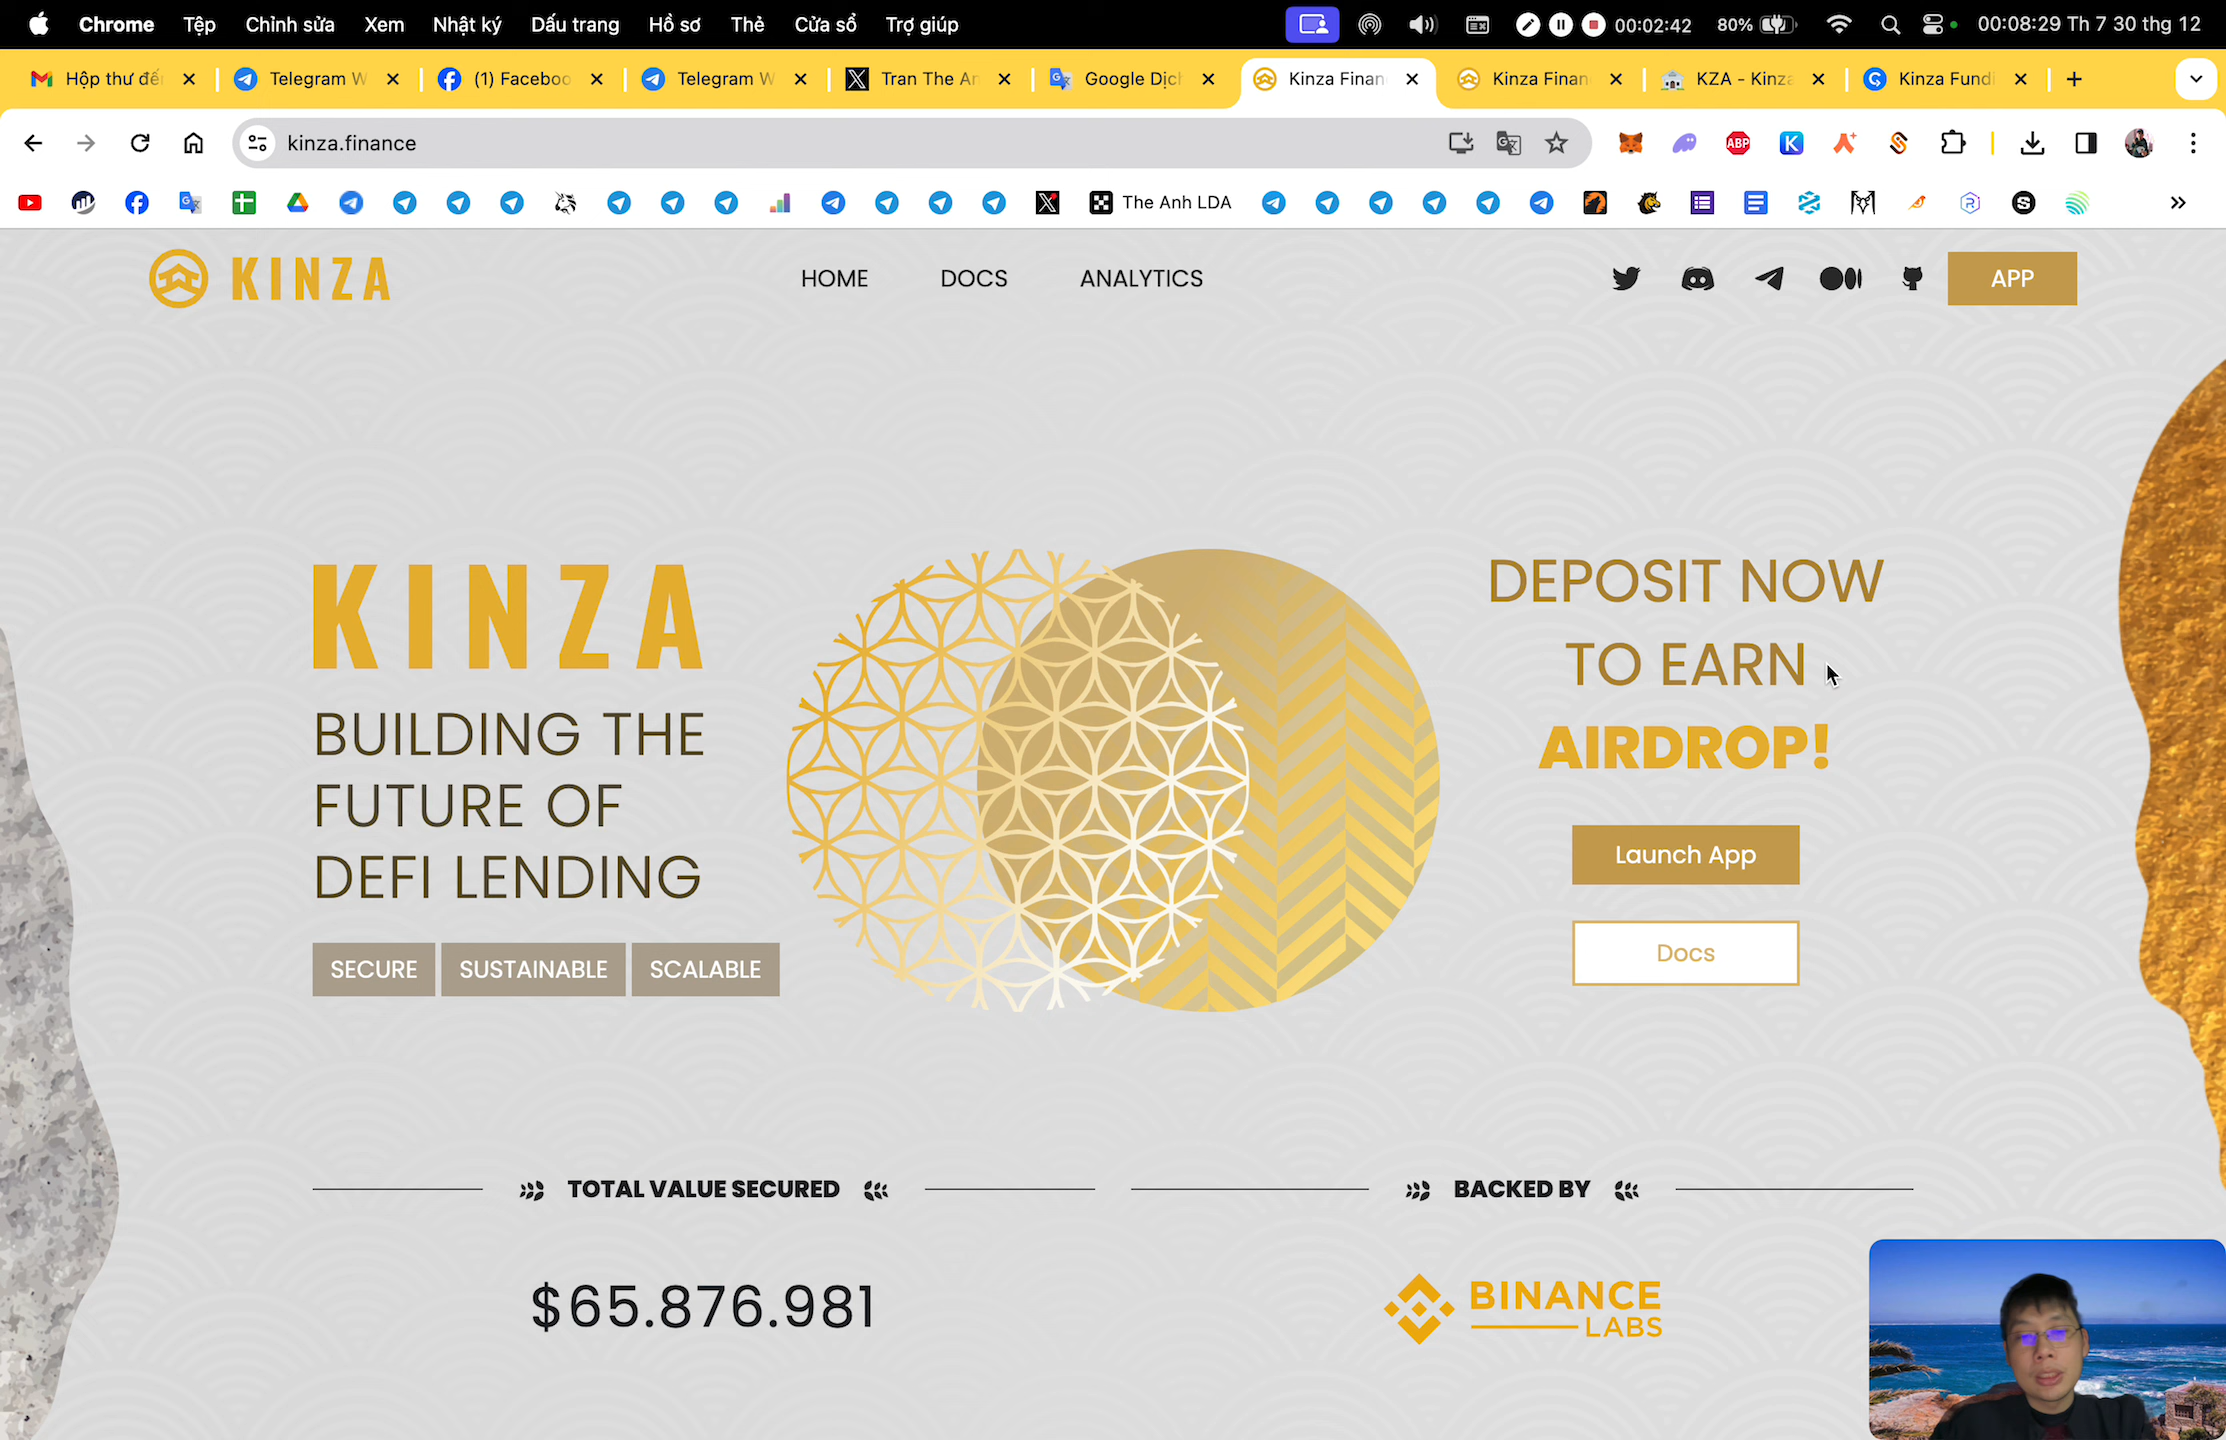 Chrome Tệp Chỉnh sửa Xem Nhật ký Dấu trang Hồ sơ Thẻ Cửa sổ Trợ giúp 00:02:42 80% 00:08:29 Th 7 30 thg 12
Hộp thư đế Telegram W (1) Faceboo Telegram W Tran The An Google Dịch Kinza Finan Kinza Finan KZA - Kinza Kinza Fundi
kinza.finance
ABP
K
The Anh LDA
KINZA HOME DOCS ANALYTICS APP
KINZA
BUILDING THE
FUTURE OF
DEFI LENDING
SECURE SUSTAINABLE SCALABLE
DEPOSIT NOW
TO EARN
AIRDROP!
Launch App
Docs
TOTAL VALUE SECURED
$65.876.981
BACKED BY
BINANCE
LABS